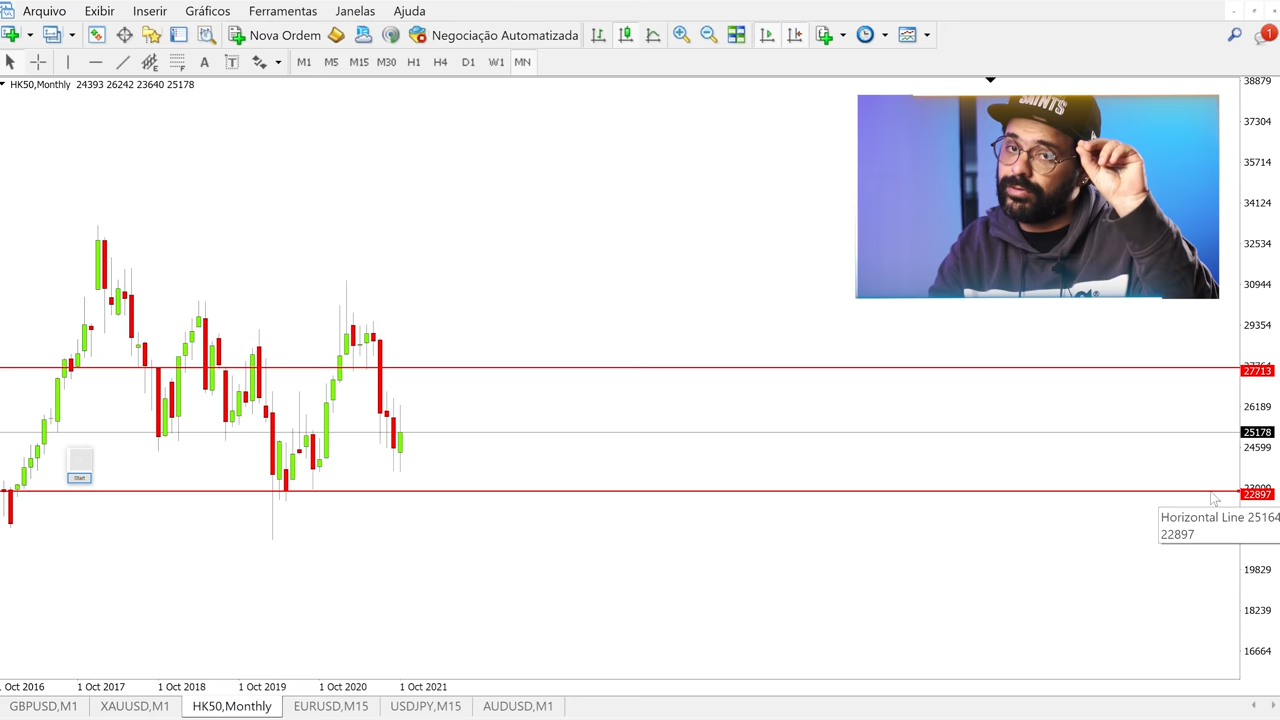 Arquivo Exibir Inserir Gráficos Ferramentas Janelas Ajuda
Nova Ordem Negociação Automatizada 1
A T M1 M5 M15 M30 H1 H4 D1 W1 MN
HK50,Monthly 24393 26242 23640 25178
38879
37304
35714
34124
32534
30944
29354
27713
26189
25178
24599
22897
19829
18239
16664
SAINTS
Start
Horizontal Line 25164
22897
Oct 2016 1 Oct 2017 1 Oct 2018 1 Oct 2019 1 Oct 2020 1 Oct 2021
GBPUSD,M1 XAUUSD,M1 HK50,Monthly EURUSD,M15 USDJPY,M15 AUDUSD,M1